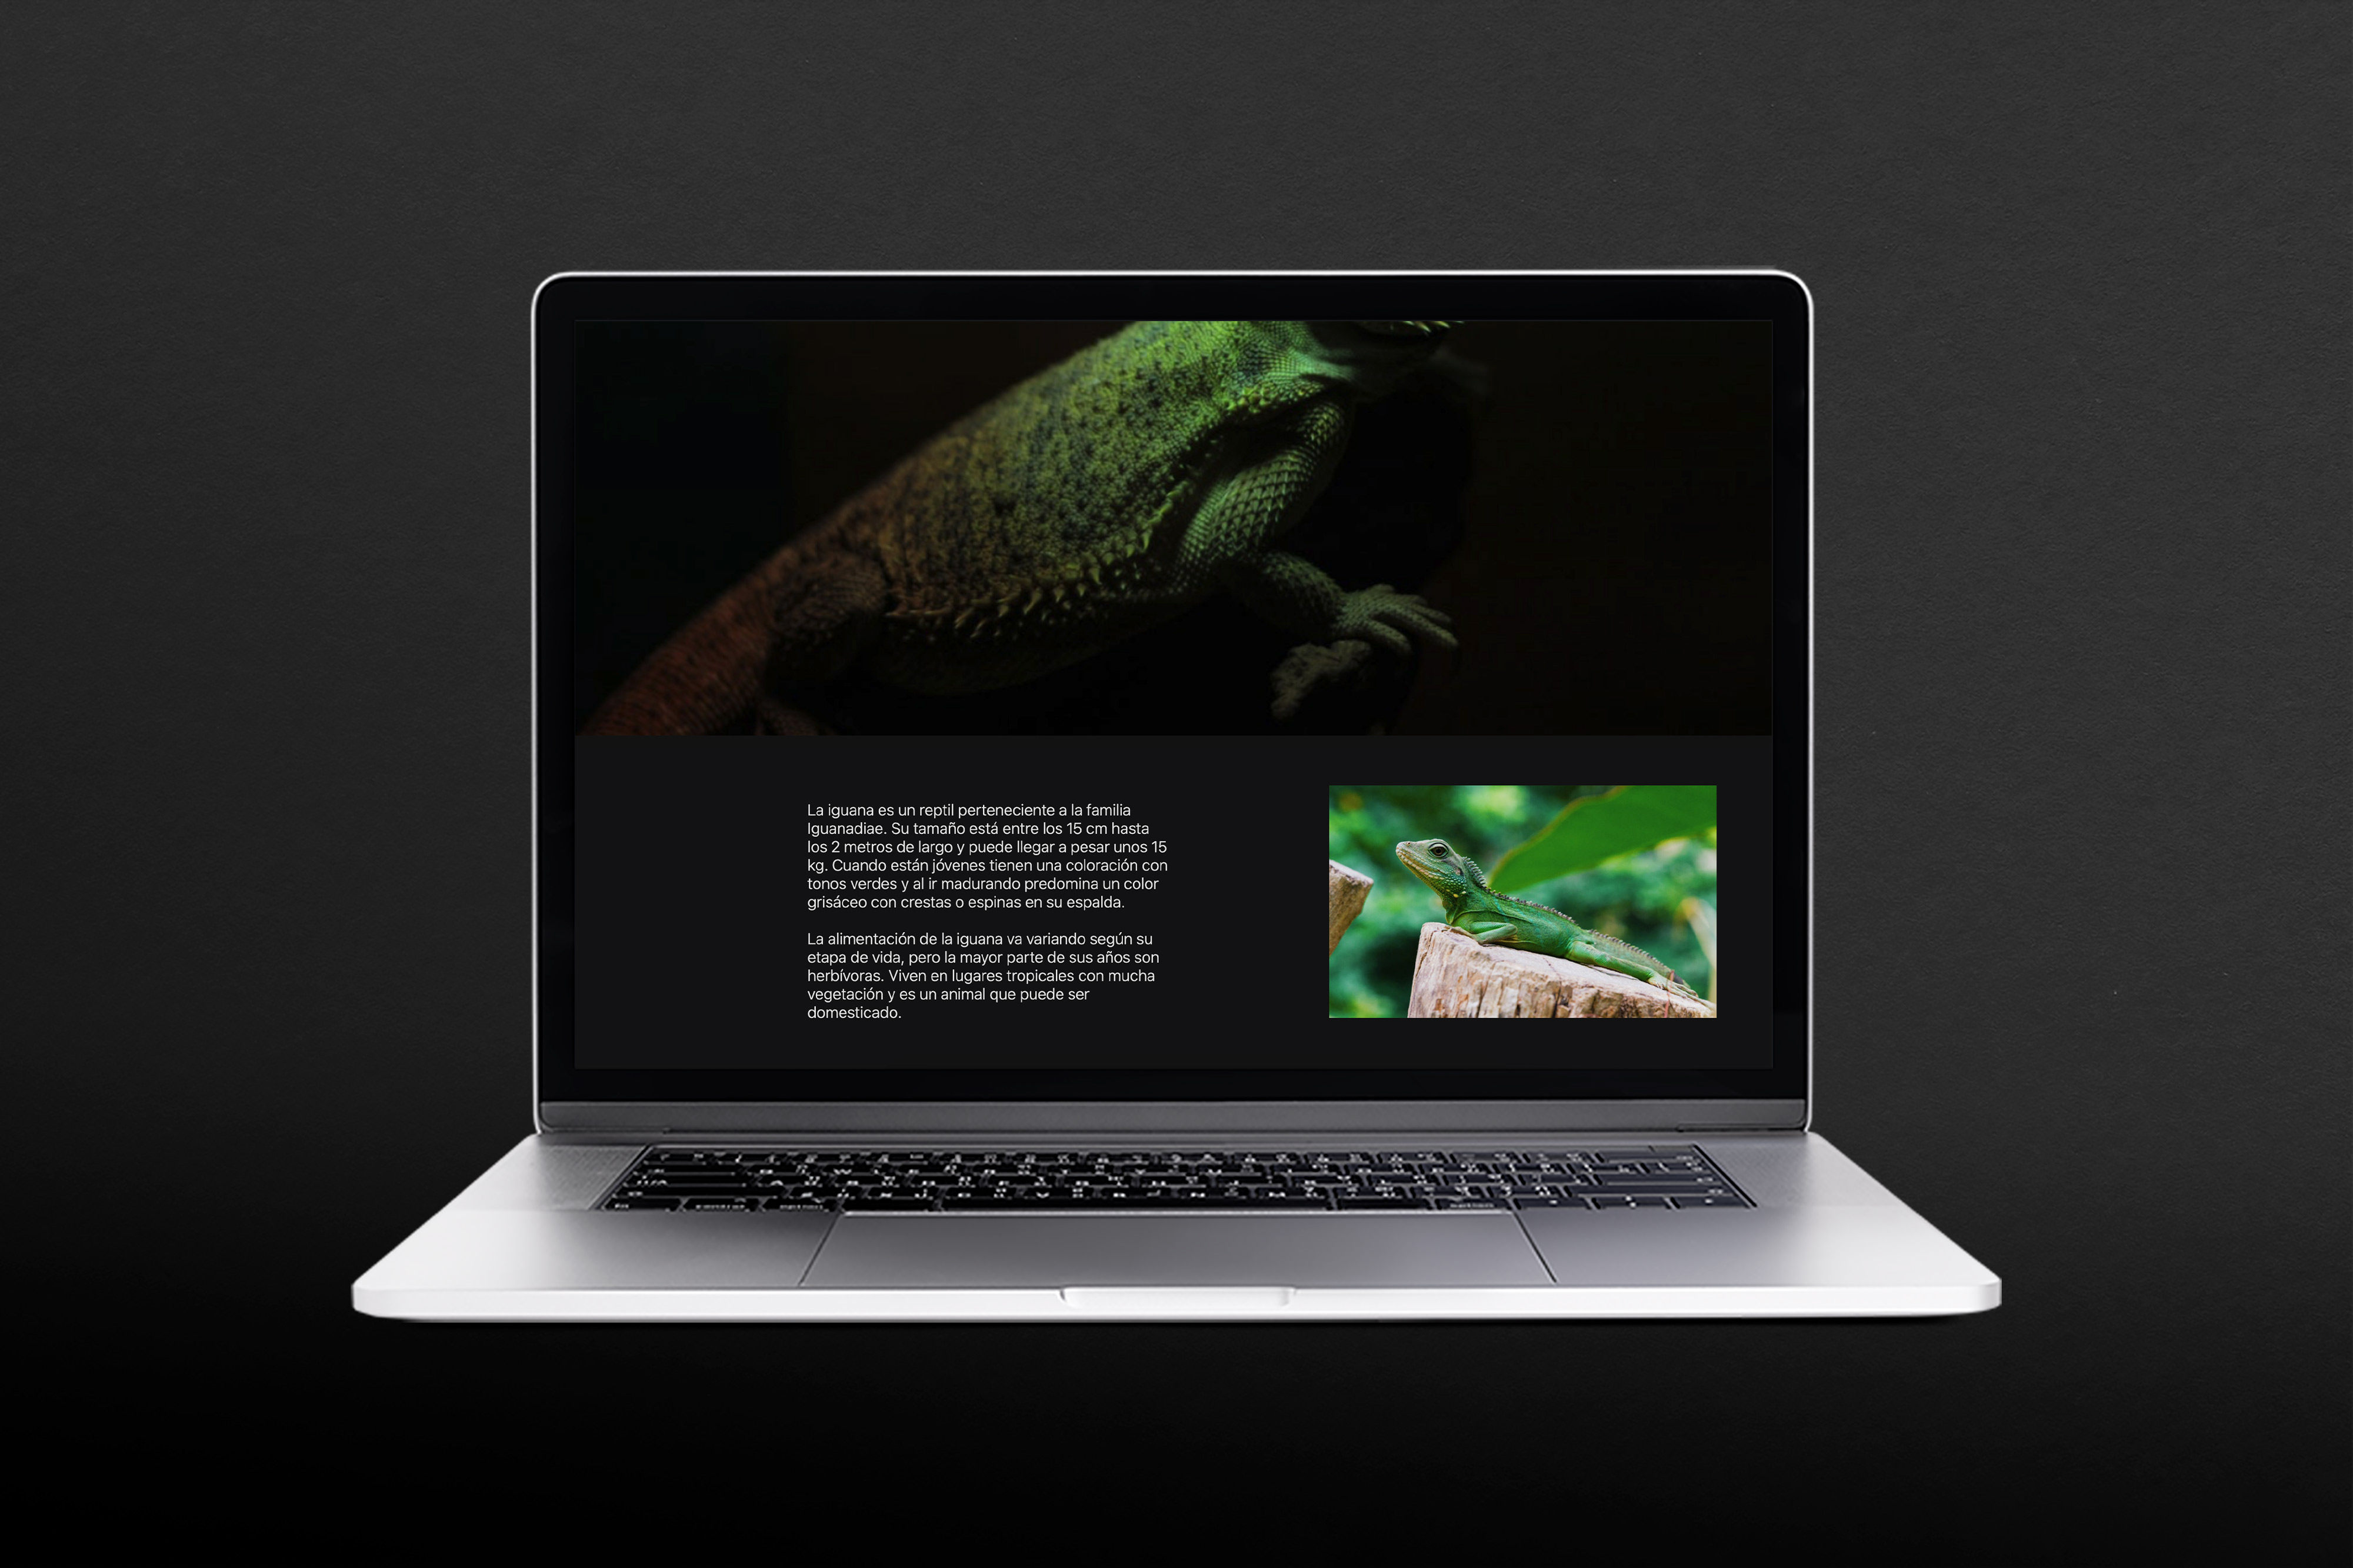 La iguana es un reptil perteneciente a la familia
Iguanadiae. Su tamaño está entre los 15 cm hasta
los 2 metros de largo y puede llegar a pesar unos 15
kg. Cuando están jóvenes tienen una coloración con
tonos verdes y al ir madurando predomina un color
grisáceo con crestas o espinas en su espalda.
La alimentación de la iguana va variando según su
etapa de vida, pero la mayor parte de sus años son
herbívoras. Viven en lugares tropicales con mucha
vegetación y es un animal que puede ser
domesticado.